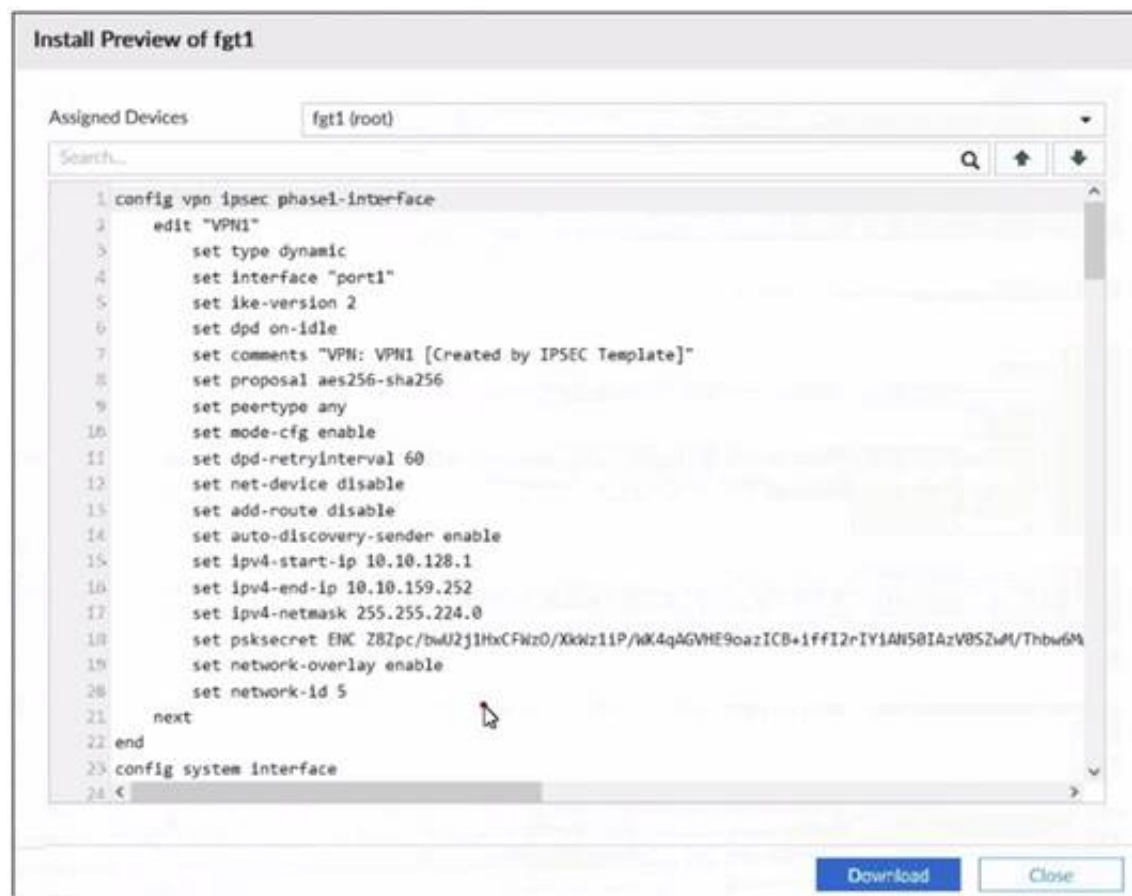 Install Preview of fgt1
Assigned Devices fgt1 (root)
Search...
1 config vpn ipsec phase1-interface
2 edit "VPN1"
3 set type dynamic
4 set interface "port1"
5 set ike-version 2
6 set dpd on-idle
7 set comments "VPN: VPN1 [Created by IPSEC Template]"
8 set proposal aes256-sha256
9 set peertype any
10 set mode-cfg enable
11 set dpd-retryinterval 60
12 set net-device disable
13 set add-route disable
14 set auto-discovery-sender enable
15 set ipv4-start-ip 10.10.128.1
16 set ipv4-end-ip 10.10.159.252
17 set ipv4-netmask 255.255.224.0
18 set psksecret ENC
19 set network-overlay enable
20 set network-id 5
21 next
22 end
23 config system interface
24
Download Close